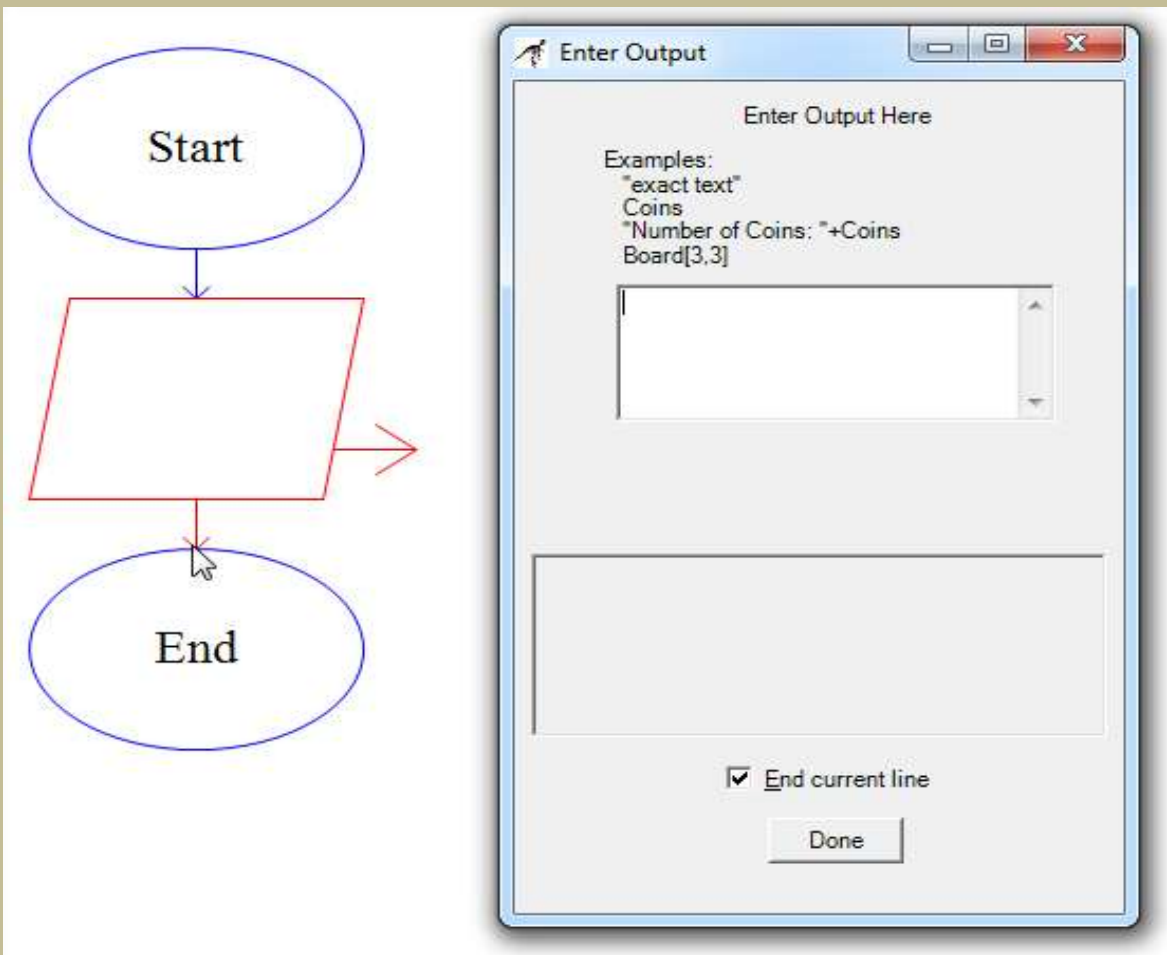 Start
End
Enter Output
Enter Output Here
Examples:
"exact text"
Coins
"Number of Coins: "+Coins
Board[3,3]
End current line
Done